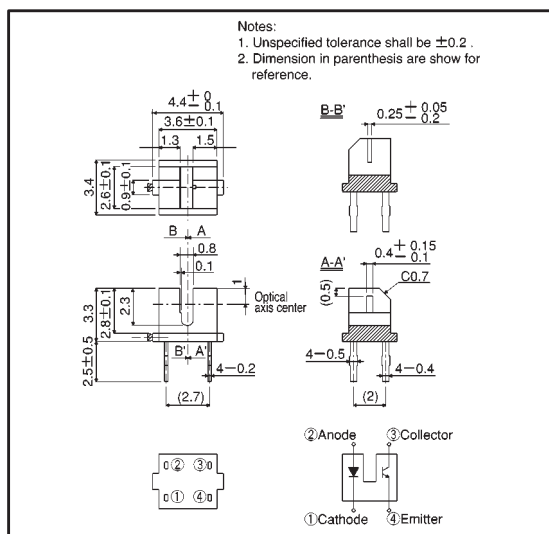 Notes:
1. Unspecified tolerance shall be ±0.2 .
2. Dimension in parenthesis are show for
reference.
4.4 + 0 − 0.1
3.6±0.1
1.3 1.5
3.4
2.6±0.1
0.9±0.1
B-B'
0.25 + 0.05 − 0.2
B A
0.8
0.1
1
Optical
axis center
3.3
2.8±0.1
2.3
2.5±0.5
B' A'
4−0.2
(2.7)
A-A'
0.4 + 0.15 − 0.1
C0.7
(0.5)
4−0.5
4−0.4
(2)
② ③
① ④
②Anode ③Collector
①Cathode ④Emitter